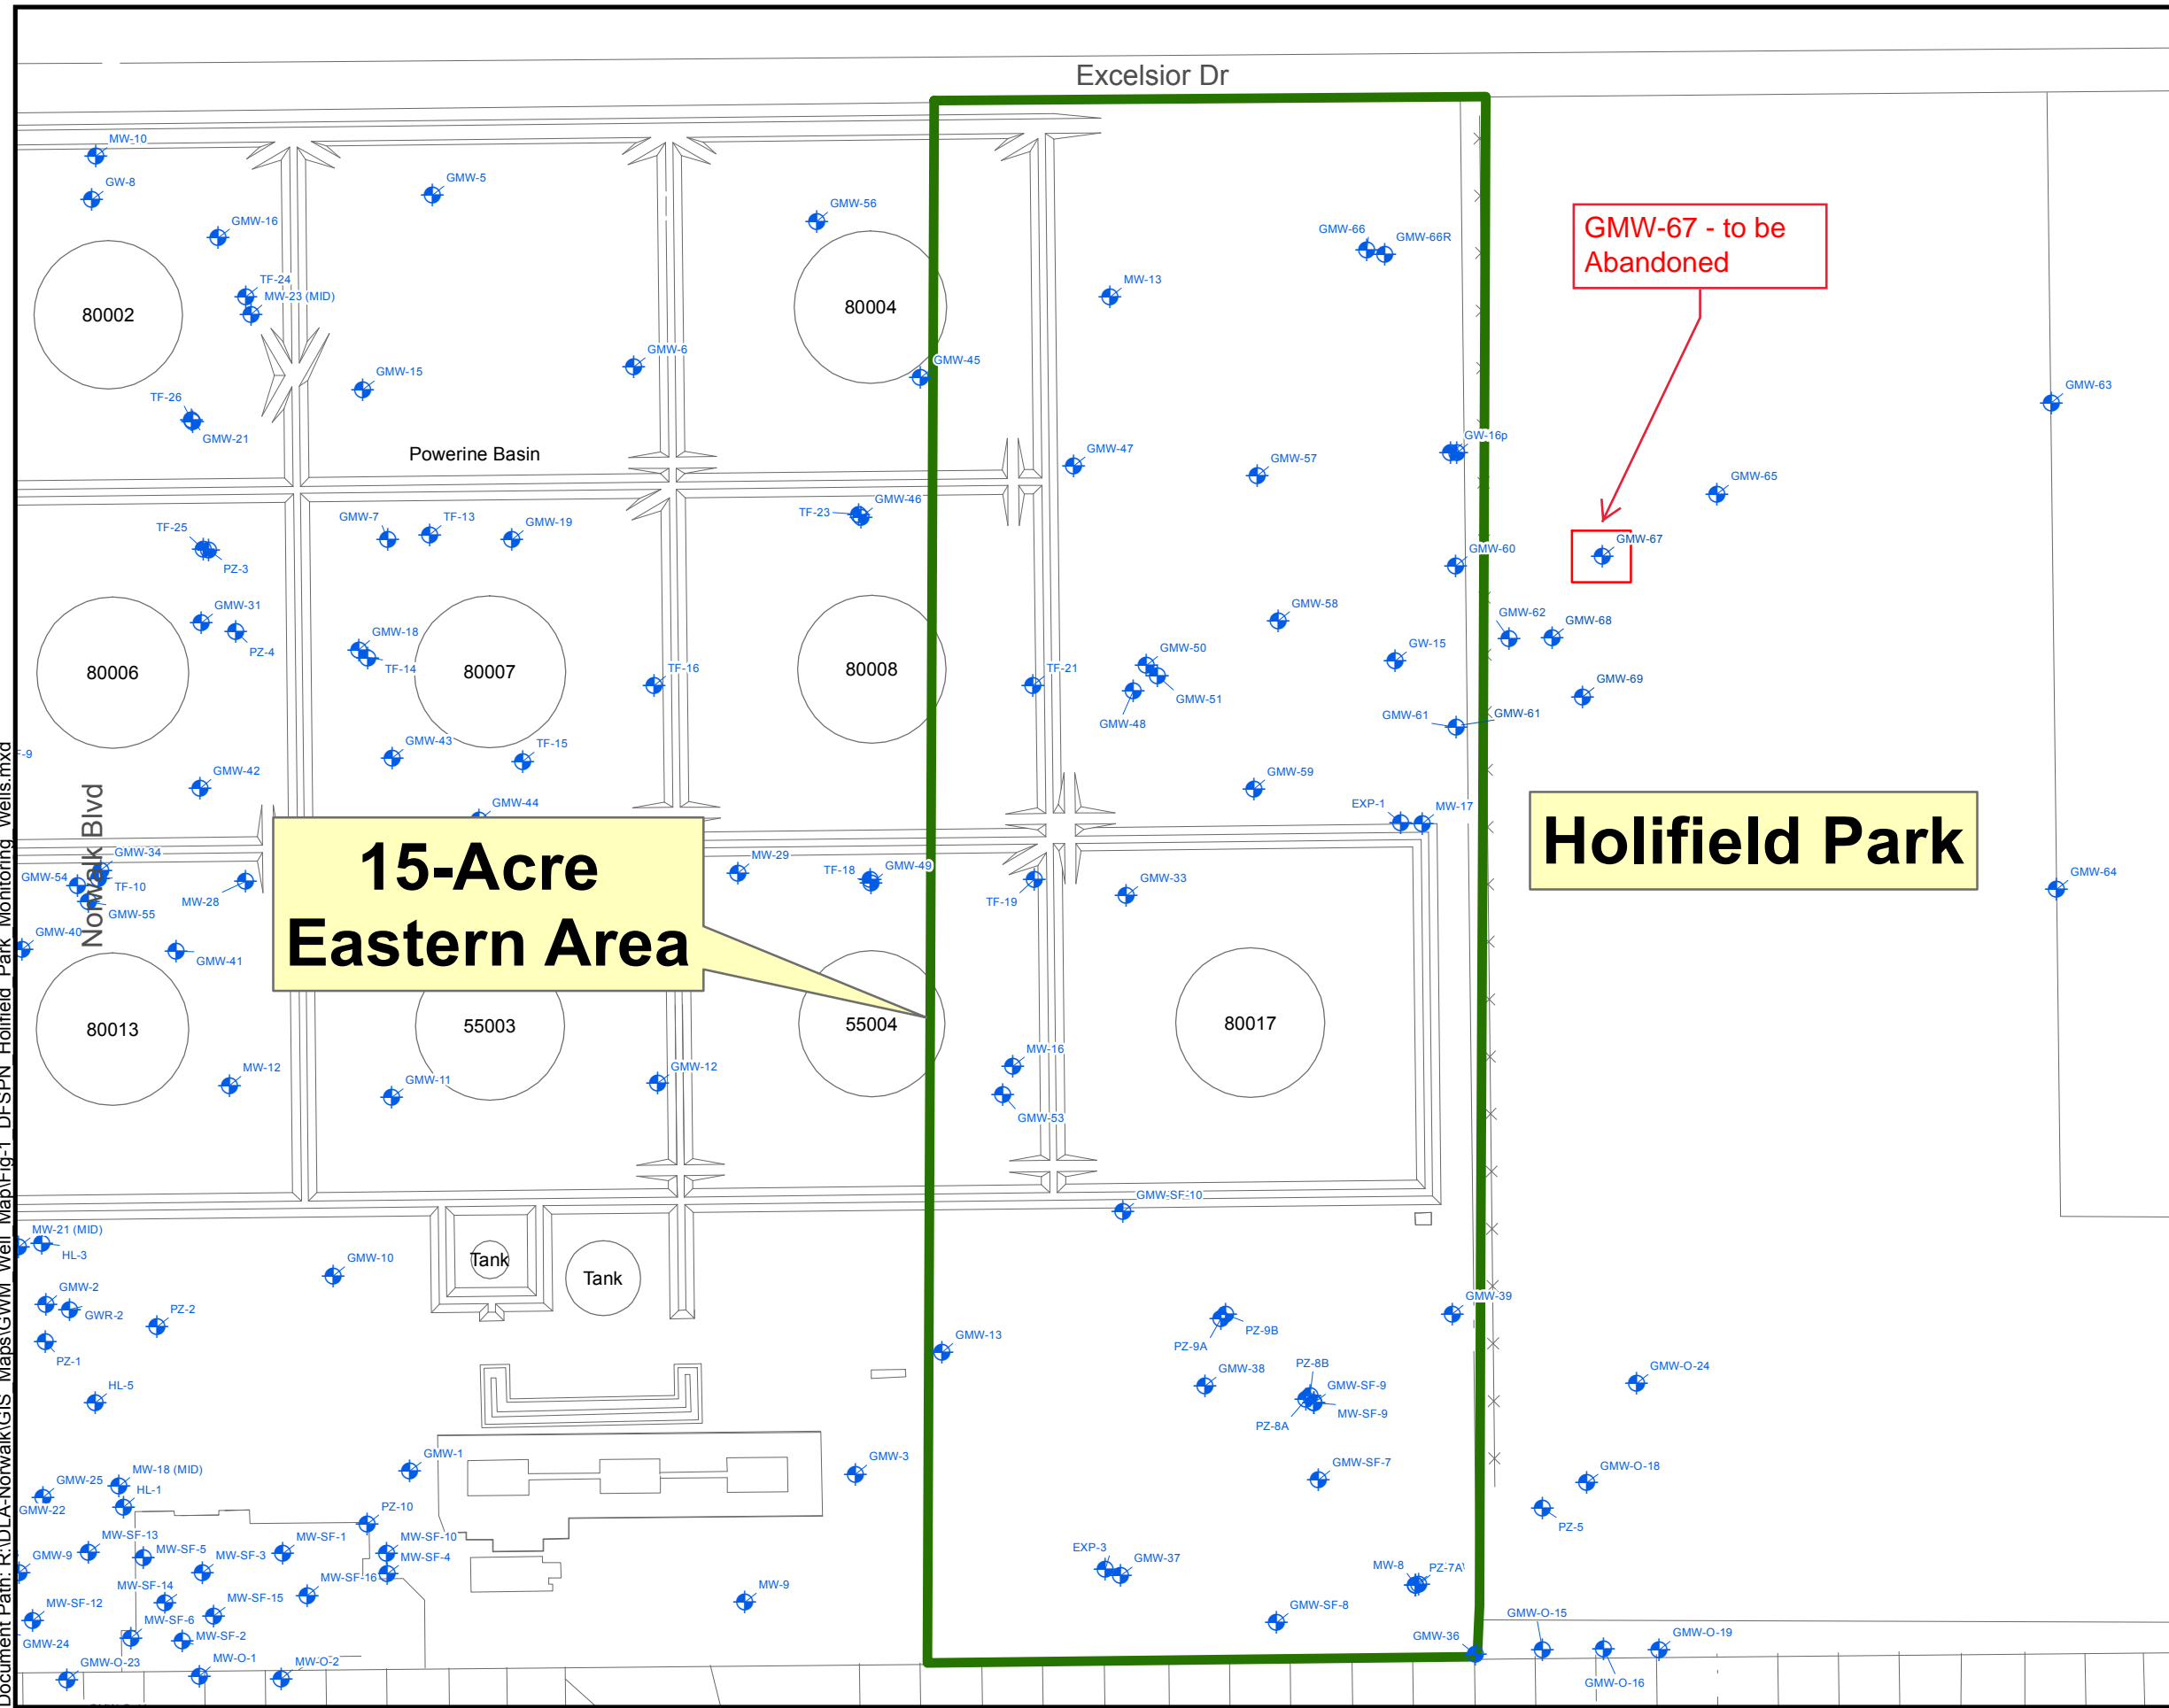 Excelsior Dr
MW-10
GW-8
GMW-5
GMW-16
GMW-56
GMW-66
GMW-66R
GMW-67 - to be
Abandoned
TF-24
MW-23 (MID)
MW-13
80002
80004
GMW-6
GMW-45
GMW-15
GMW-63
TF-26
GMW-21
Powerine Basin
GMW-47
GMW-57
GW-16p
GMW-65
TF-23
GMW-46
TF-25
PZ-3
GMW-7
TF-13
GMW-19
GMW-60
GMW-67
GMW-31
PZ-4
GMW-18
TF-14
GMW-58
GMW-62
GMW-68
80006
80007
TF-16
80008
TF-21
GMW-50
GMW-51
GMW-48
GW-15
GMW-69
GMW-61
GMW-61
GMW-43
TF-15
F-9
GMW-42
GMW-59
GMW-44
EXP-1
MW-17
Norwalk Blvd
Holifield Park
15-Acre
Eastern Area
GMW-34
GMW-54
TF-10
GMW-55
MW-28
MW-29
TF-18
GMW-49
TF-19
GMW-33
GMW-64
GMW-40
GMW-41
80013
55003
55004
80017
MW-12
GMW-11
GMW-12
MW-16
GMW-53
GMW-SF-10
MW-21 (MID)
HL-3
GMW-10
Tank
Tank
GMW-2
GWR-2
PZ-2
PZ-1
GMW-13
PZ-9B
PZ-9A
GMW-39
GMW-38
PZ-8B
GMW-SF-9
MW-SF-9
PZ-8A
GMW-O-24
HL-5
GMW-1
GMW-3
GMW-SF-7
GMW-O-18
PZ-5
GMW-25
GMW-22
MW-18 (MID)
HL-1
PZ-10
MW-SF-13
MW-SF-5
MW-SF-3
MW-SF-1
MW-SF-10
MW-SF-4
GMW-9
MW-SF-14
MW-SF-15
MW-SF-16
MW-SF-12
MW-SF-6
MW-SF-2
GMW-24
GMW-O-23
MW-O-1
MW-O-2
MW-9
EXP-3
GMW-37
MW-8
PZ-7A
GMW-SF-8
GMW-36
GMW-O-15
GMW-O-16
GMW-O-19
Document Path: R:\DLA-Norwalk\GIS_Maps\GWM_Well_Map\Fig-1_DFSPN_Holifield_Park_Monitoring_Wells.mxd